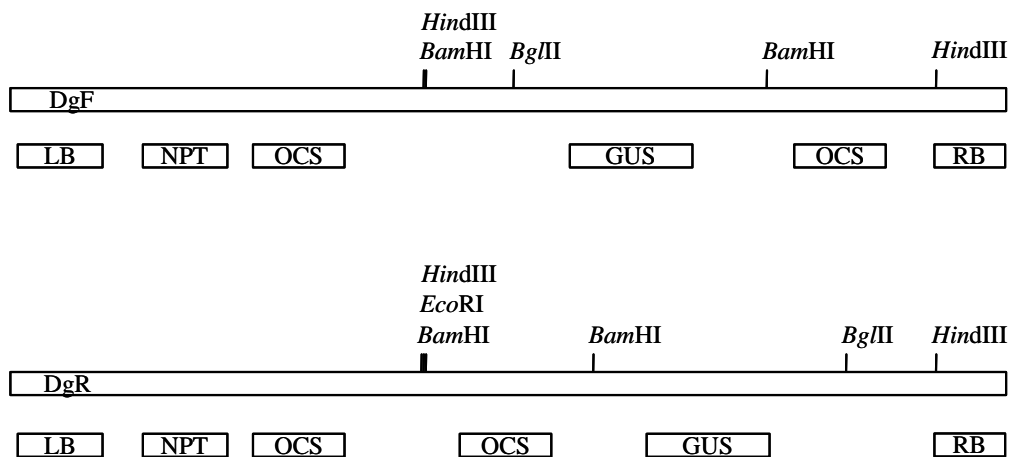 HindIII
BamHI BglII BamHI HindIII
DgF
LB NPT OCS GUS OCS RB
HindIII
EcoRI
BamHI BamHI BglII HindIII
DgR
LB NPT OCS OCS GUS RB